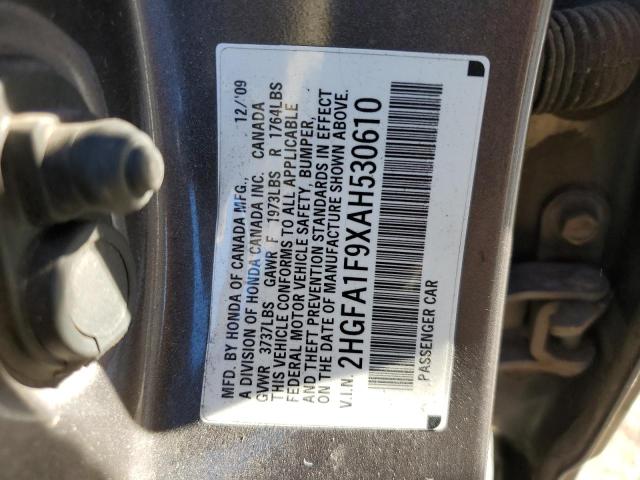 MFD. BY HONDA OF CANADA MFG., 12/'09
A DIVISION OF HONDA CANADA INC. CANADA
GVWR 3737LBS GAWR F 1973LBS R 1764LBS
THIS VEHICLE CONFORMS TO ALL APPLICABLE
FEDERAL MOTOR VEHICLE SAFETY, BUMPER,
AND THEFT PREVENTION STANDARDS IN EFFECT
ON THE DATE OF MANUFACTURE SHOWN ABOVE.
V.I.N. 2HGFA1F9XAH530610
PASSENGER CAR